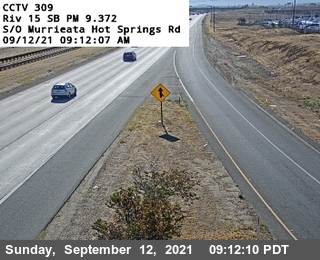 CCTV 309
Riv 15 SB PM 9.372
S/O Murrieata Hot Springs Rd
09/12/21 09:12:07 AM
Sunday, September 12, 2021 09:12:10 PDT